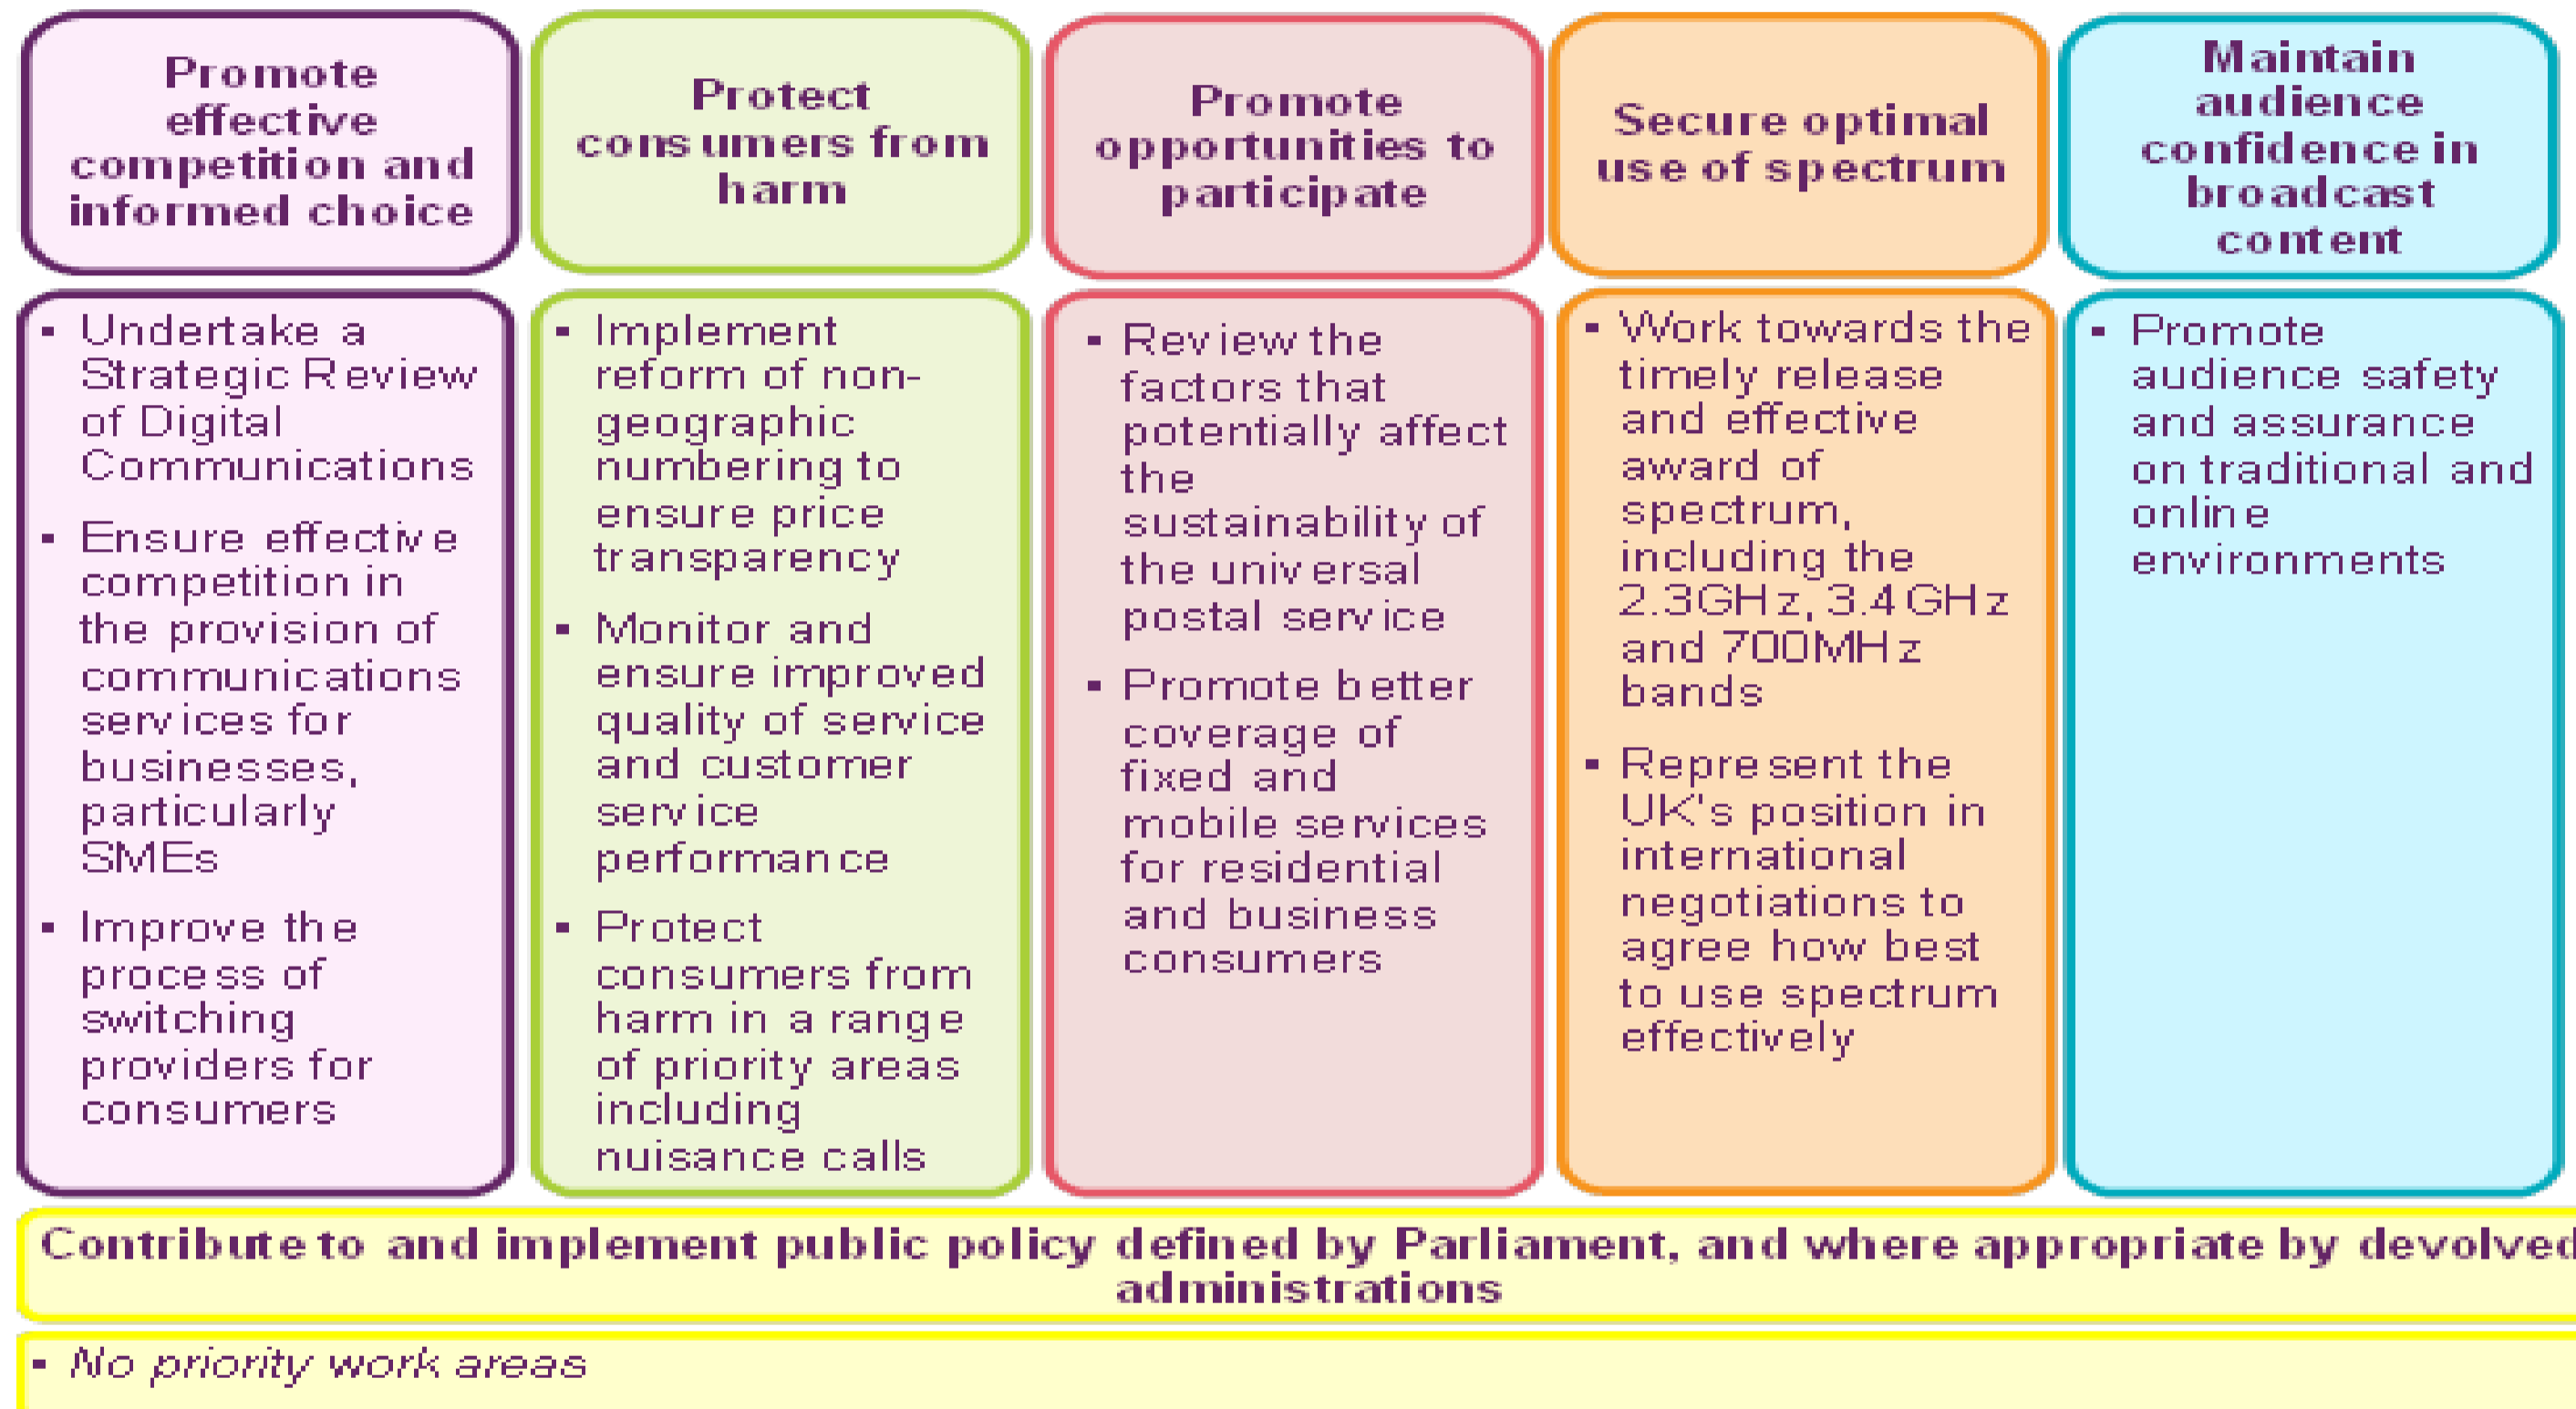 Promote
effective
competition and
informed choice
Protect
consumers from
harm
Promote
opportunities to
participate
Secure optimal
use of spectrum
Maintain
audience
confidence in
broadcast
content
▪ Undertake a
Strategic Review
of Digital
Communications
▪ Ensure effective
competition in
the provision of
communications
services for
businesses,
particularly
SMEs
▪ Improve the
process of
switching
providers for
consumers
▪ Implement
reform of non-
geographic
numbering to
ensure price
transparency
▪ Monitor and
ensure improved
quality of service
and customer
service
performance
▪ Protect
consumers from
harm in a range
of priority areas
including
nuisance calls
▪ Review the
factors that
potentially affect
the
sustainability of
the universal
postal service
▪ Promote better
coverage of
fixed and
mobile services
for residential
and business
consumers
▪ Work towards the
timely release
and effective
award of
spectrum,
including the
2.3GHz, 3.4GHz
and 700MHz
bands
▪ Represent the
UK's position in
international
negotiations to
agree how best
to use spectrum
effectively
▪ Promote
audience safety
and assurance
on traditional and
online
environments
Contribute to and implement public policy defined by Parliament, and where appropriate by devolved
administrations
▪ No priority work areas